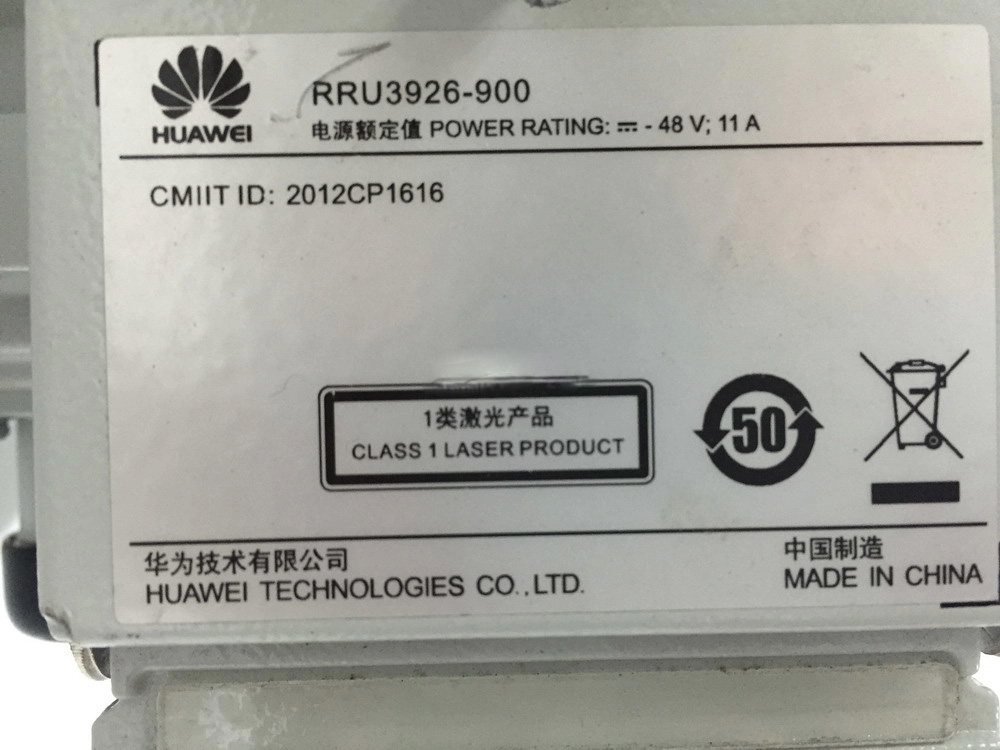 HUAWEI
RRU3926-900
电源额定值 POWER RATING: ⎓ - 48 V; 11 A
CMIIT ID: 2012CP1616
1类激光产品
CLASS 1 LASER PRODUCT
50
华为技术有限公司
HUAWEI TECHNOLOGIES CO.,LTD.
中国制造
MADE IN CHINA